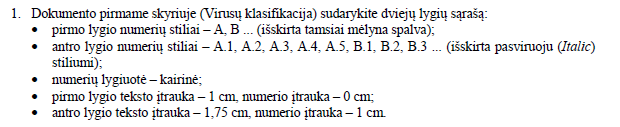 1. Dokumento pirmame skyriuje (Virusų klasifikacija) sudarykite dviejų lygių sąrašą:
• pirmo lygio numerių stiliai – A, B ... (išskirta tamsiai mėlyna spalva);
• antro lygio numerių stiliai – A.1, A.2, A.3, A.4, A.5, B.1, B.2, B.3 ... (išskirta pasviruoju (Italic)
stiliumi);
• numerių lygiuotė – kairinė;
• pirmo lygio teksto įtrauka – 1 cm, numerio įtrauka – 0 cm;
• antro lygio teksto įtrauka – 1,75 cm, numerio įtrauka – 1 cm.